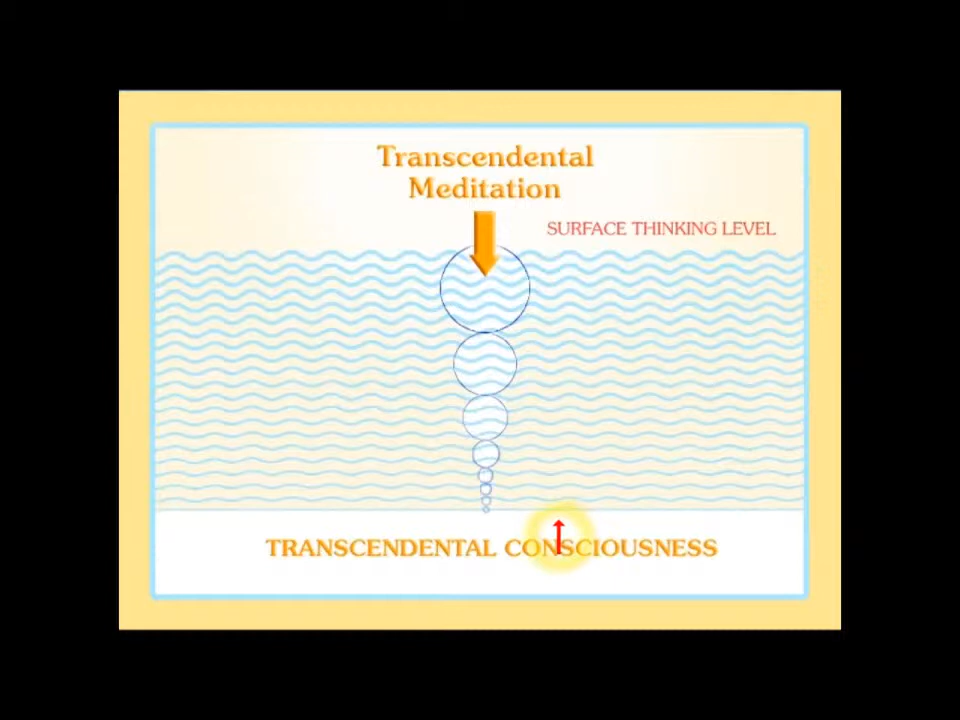 Transcendental
Meditation
SURFACE THINKING LEVEL
TRANSCENDENTAL CONSCIOUSNESS